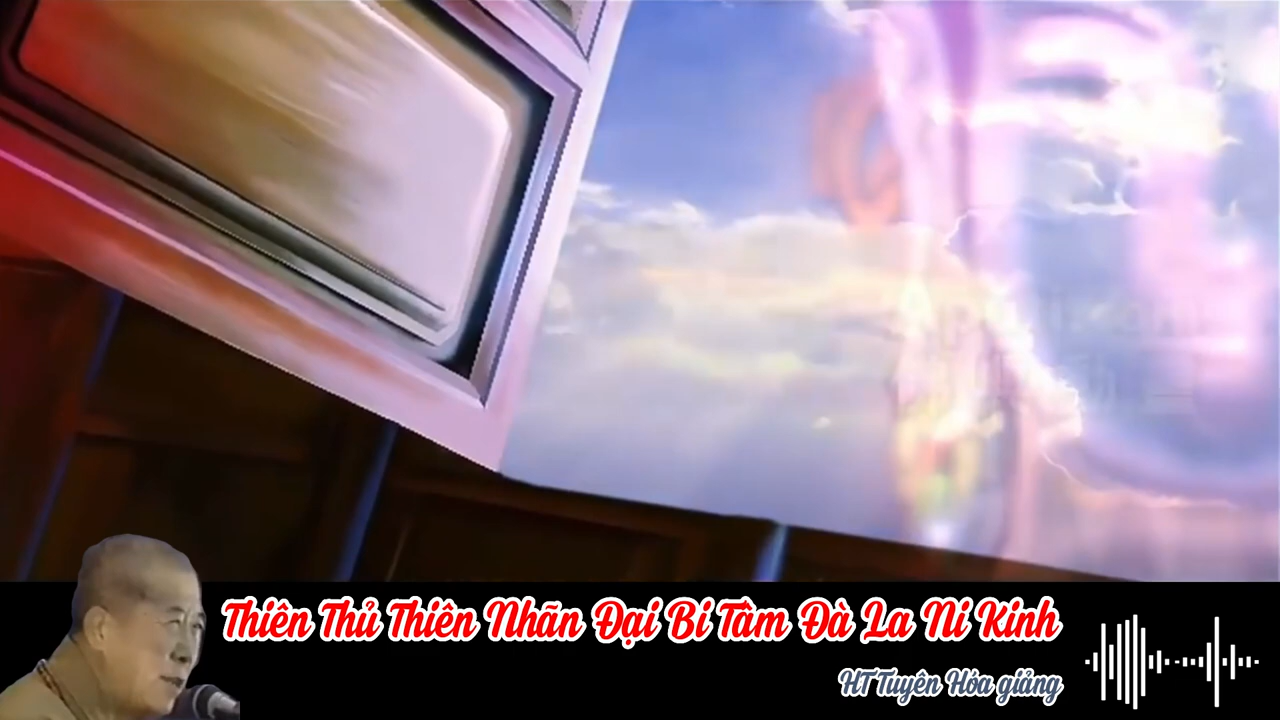 Thiên Thủ Thiên Nhãn Đại Bi Tâm Đà La Ni Kinh
HT Tuyên Hóa giảng